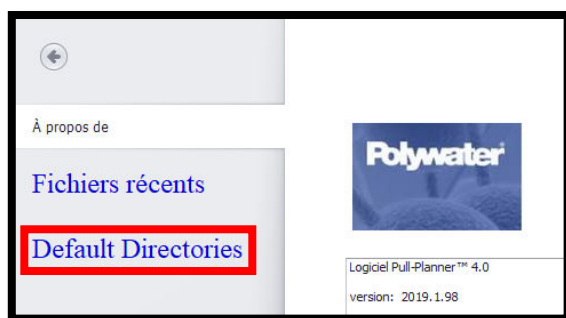 À propos de
Fichiers récents
Default Directories
Polywater
Logiciel Pull-Planner™ 4.0
version: 2019.1.98